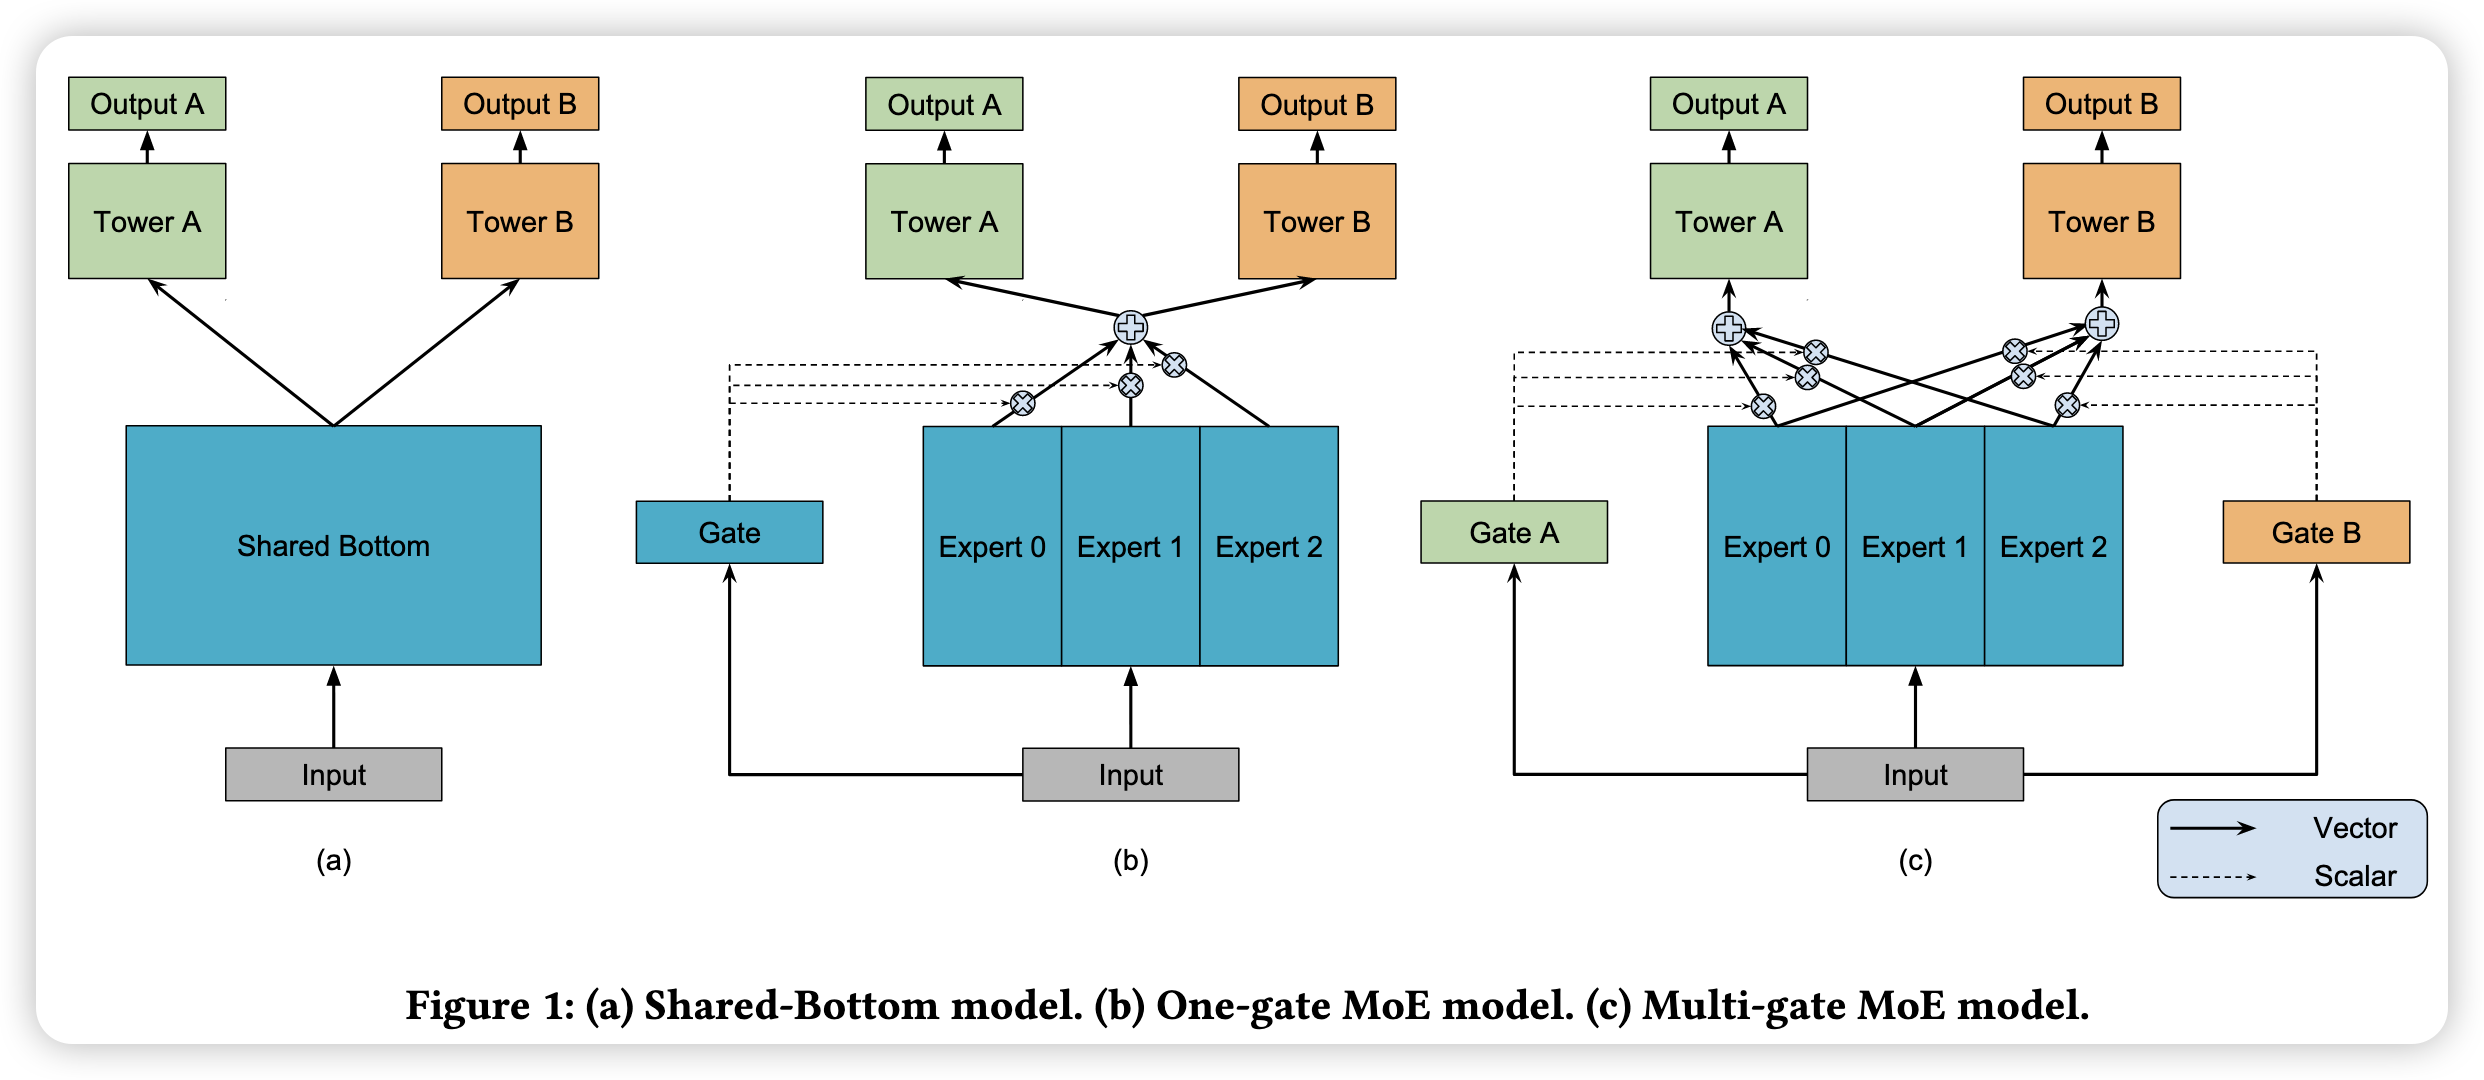 Output A
Output B
Tower A
Tower B
Shared Bottom
Input
(a)
Output A
Output B
Tower A
Tower B
Gate
Expert 0
Expert 1
Expert 2
Input
(b)
Output A
Output B
Tower A
Tower B
Gate A
Expert 0
Expert 1
Expert 2
Gate B
Input
(c)
Vector
Scalar
Figure 1: (a) Shared-Bottom model. (b) One-gate MoE model. (c) Multi-gate MoE model.